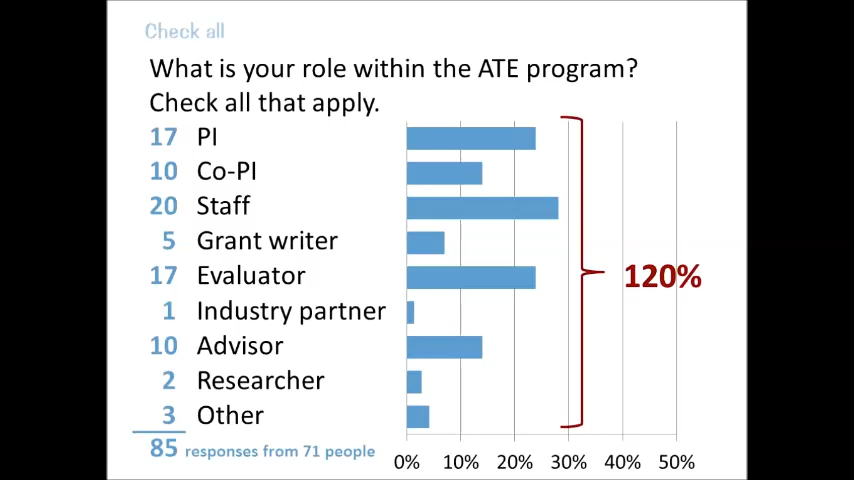 Check all
What is your role within the ATE program?
Check all that apply.
17 PI
10 Co-PI
20 Staff
5 Grant writer
17 Evaluator
120%
1 Industry partner
10 Advisor
2 Researcher
3 Other
85 responses from 71 people
0% 10% 20% 30% 40% 50%